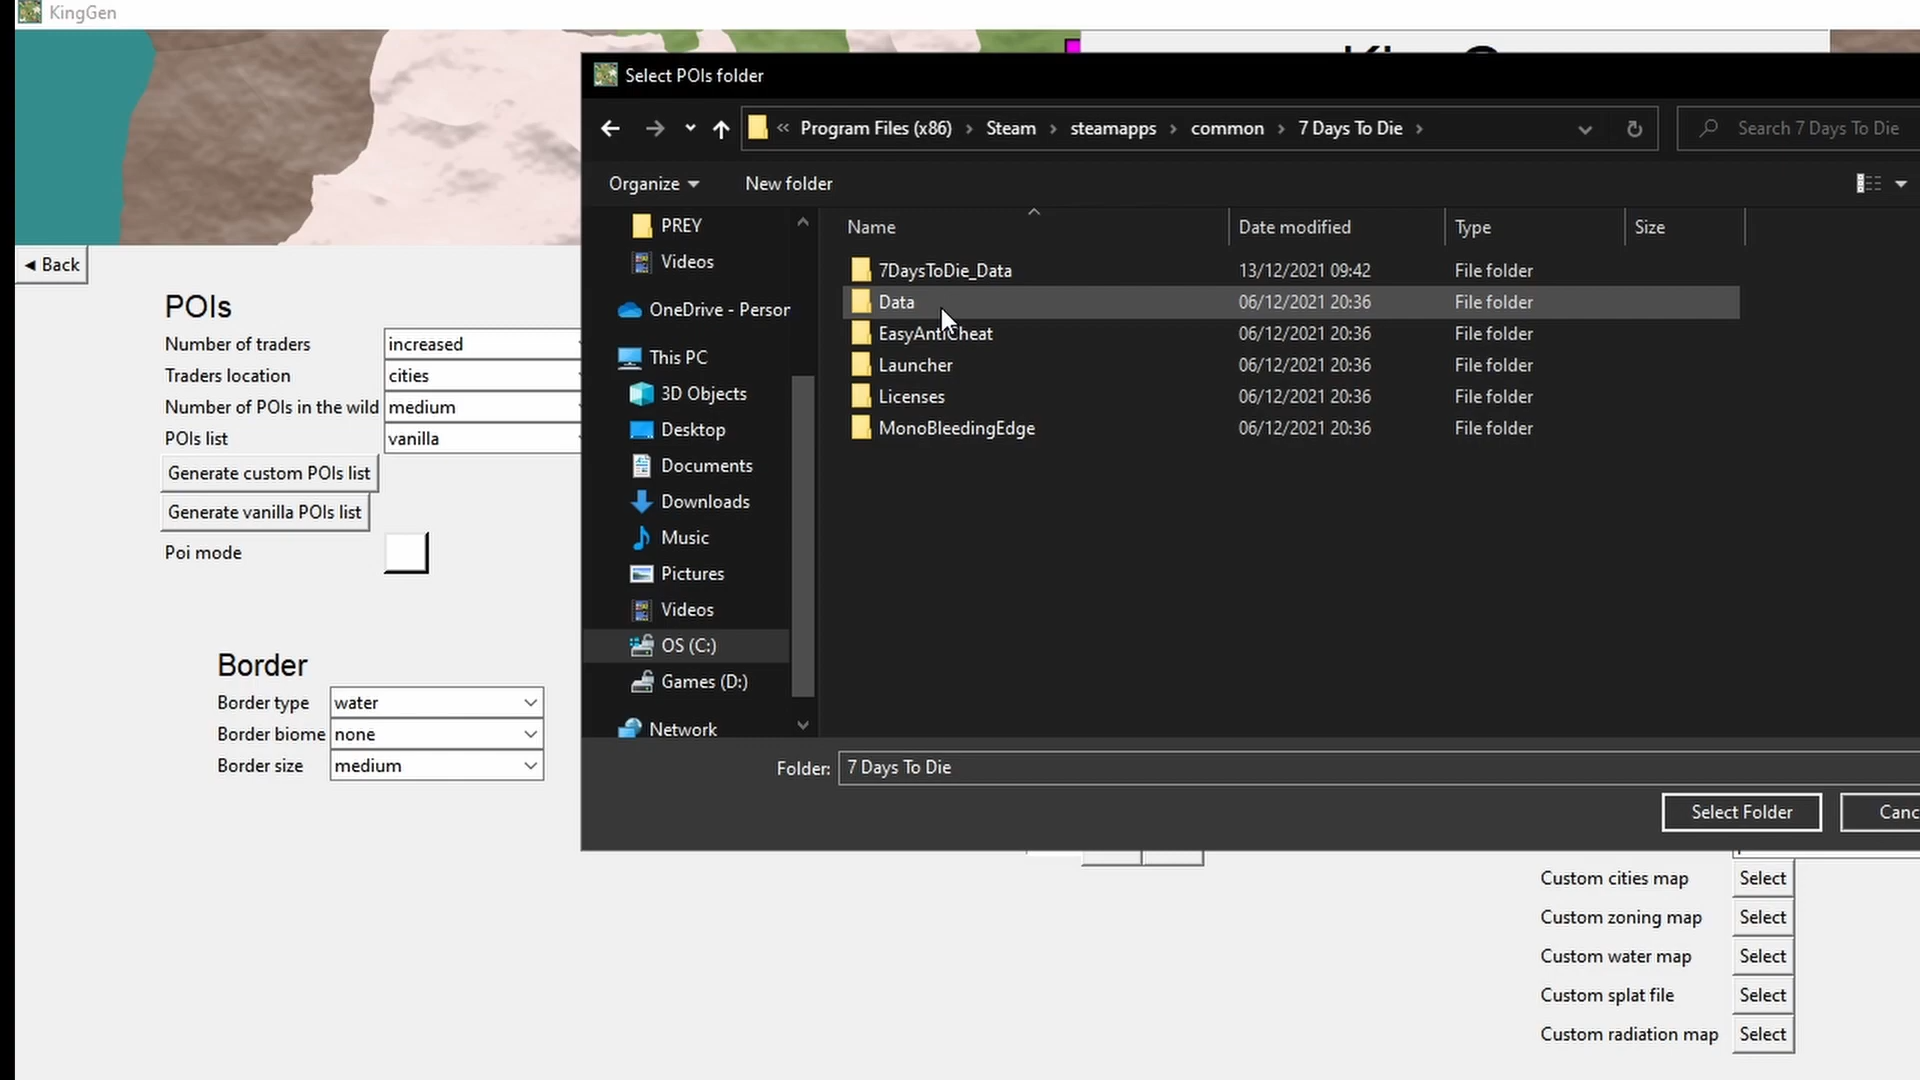 KingGen
Select POIs folder
« Program Files (x86) › Steam › steamapps › common › 7 Days To Die ›
Search 7 Days To Die
Organize
New folder
Name
Date modified
Type
Size
PREY
Videos
OneDrive - Person
This PC
3D Objects
Desktop
Documents
Downloads
Music
Pictures
Videos
OS (C:)
Games (D:)
Network
7DaysToDie_Data 13/12/2021 09:42 File folder
Data 06/12/2021 20:36 File folder
EasyAntiCheat 06/12/2021 20:36 File folder
Launcher 06/12/2021 20:36 File folder
Licenses 06/12/2021 20:36 File folder
MonoBleedingEdge 06/12/2021 20:36 File folder
Folder: 7 Days To Die
Select Folder
Canc
◄ Back
POIs
Number of traders increased
Traders location cities
Number of POIs in the wild medium
POIs list vanilla
Generate custom POIs list
Generate vanilla POIs list
Poi mode
Border
Border type water
Border biome none
Border size medium
Custom cities map Select
Custom zoning map Select
Custom water map Select
Custom splat file Select
Custom radiation map Select